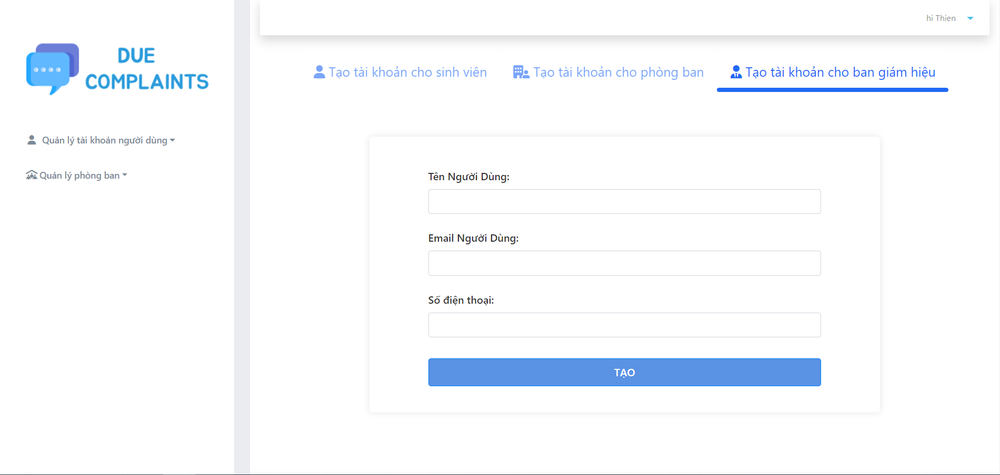 DUE
COMPLAINTS
Quản lý tài khoản người dùng
Quản lý phòng ban
hi Thien
Tạo tài khoản cho sinh viên
Tạo tài khoản cho phòng ban
Tạo tài khoản cho ban giám hiệu
Tên Người Dùng:
Email Người Dùng:
Số điện thoại:
TẠO